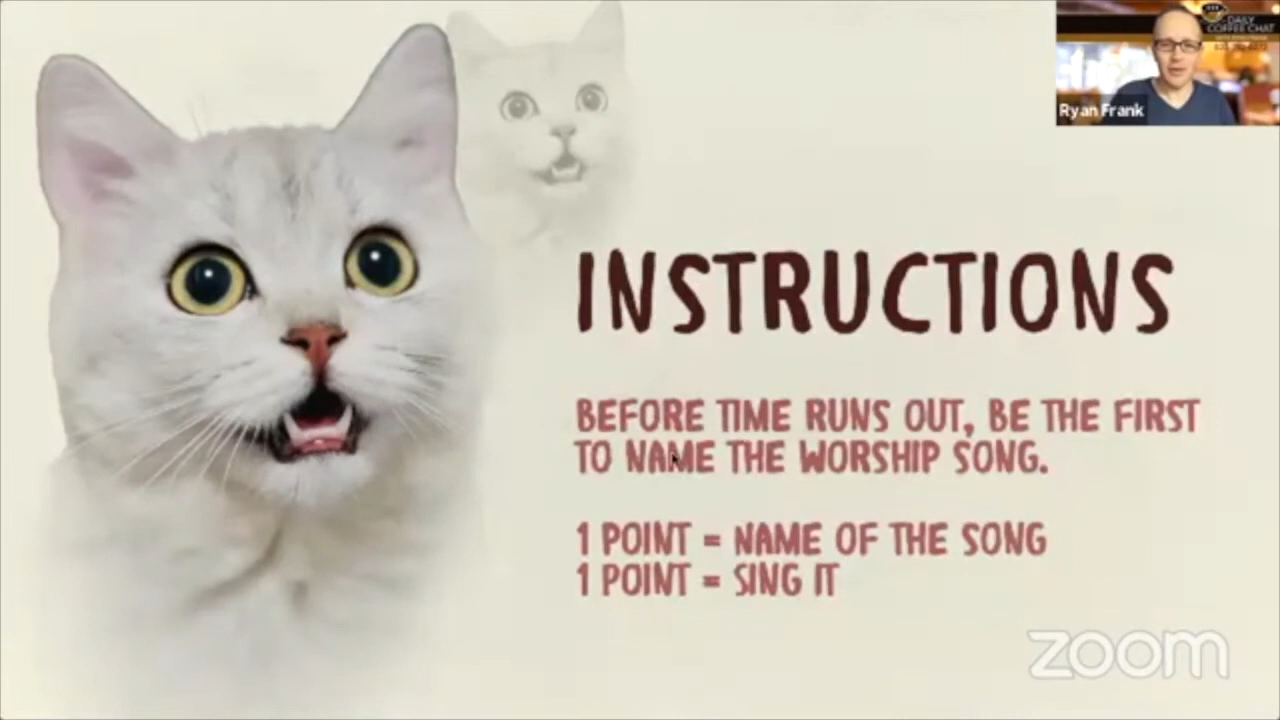 DAILY
COFFEE CHAT
Ryan Frank
INSTRUCTIONS
BEFORE TIME RUNS OUT, BE THE FIRST
TO NAME THE WORSHIP SONG.
1 POINT = NAME OF THE SONG
1 POINT = SING IT
zoom